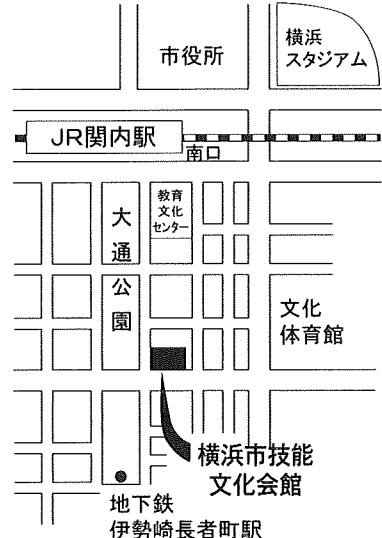 市役所
横浜
スタジアム
JR関内駅
南口
教育
文化
センター
大通公園
文化
体育館
横浜市技能
文化会館
地下鉄
伊勢崎長者町駅